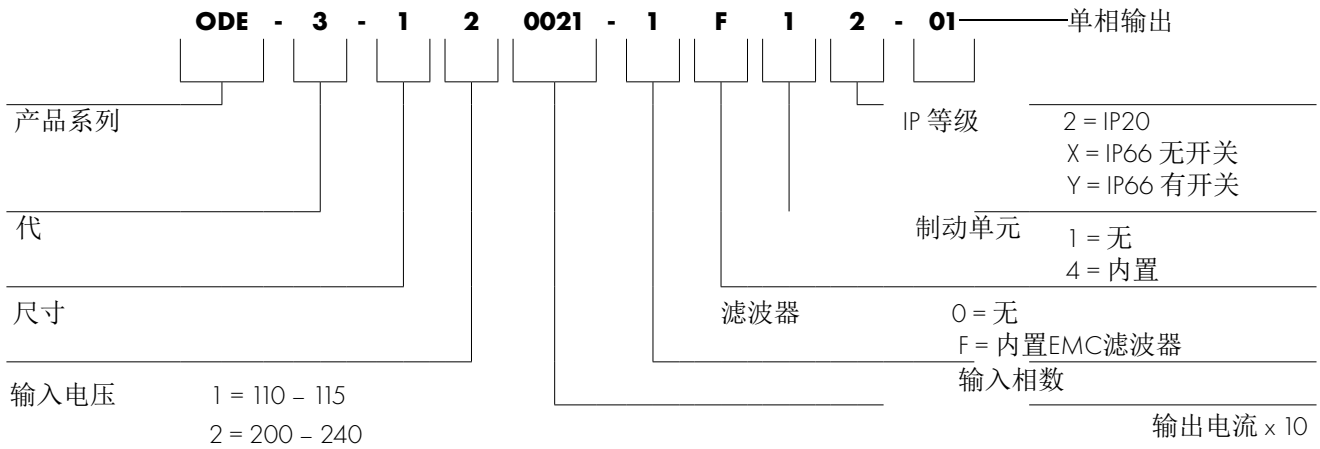 ODE - 3 - 1 2 0021 - 1 F 1 2 - 01 单相输出
产品系列
IP 等级
2 = IP20
X = IP66 无开关
Y = IP66 有开关
代
制动单元
1 = 无
4 = 内置
尺寸
滤波器
0 = 无
F = 内置EMC滤波器
输入电压
1 = 110 – 115
2 = 200 – 240
输入相数
输出电流 x 10